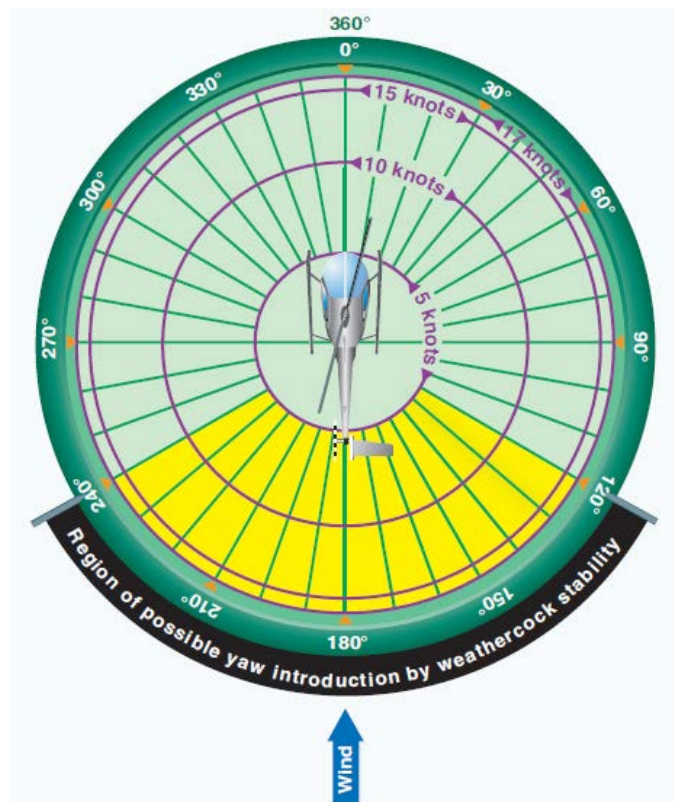 360°
0°
30°
60°
90°
120°
150°
180°
210°
240°
270°
300°
330°
15 knots
17 knots
10 knots
5 knots
Region of possible yaw introduction by weathercock stability
Wind